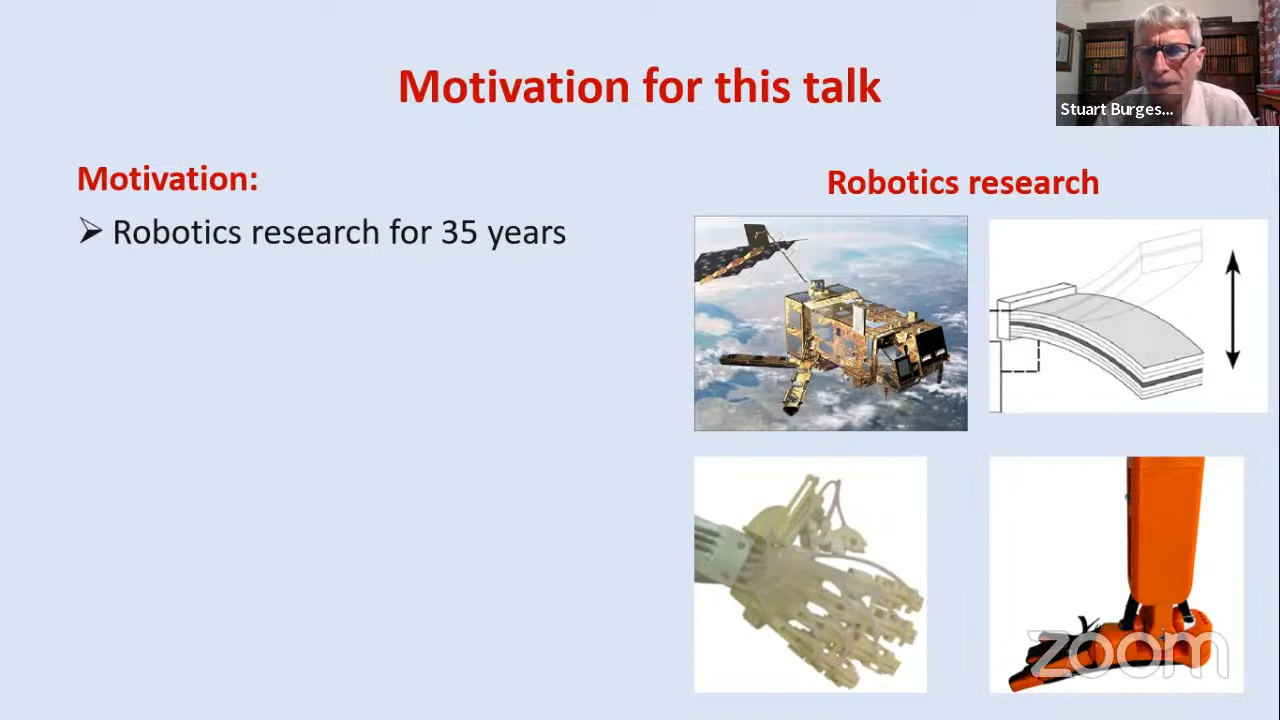 Motivation for this talk
Stuart Burges...
Motivation:
Robotics research
➢ Robotics research for 35 years
zoom